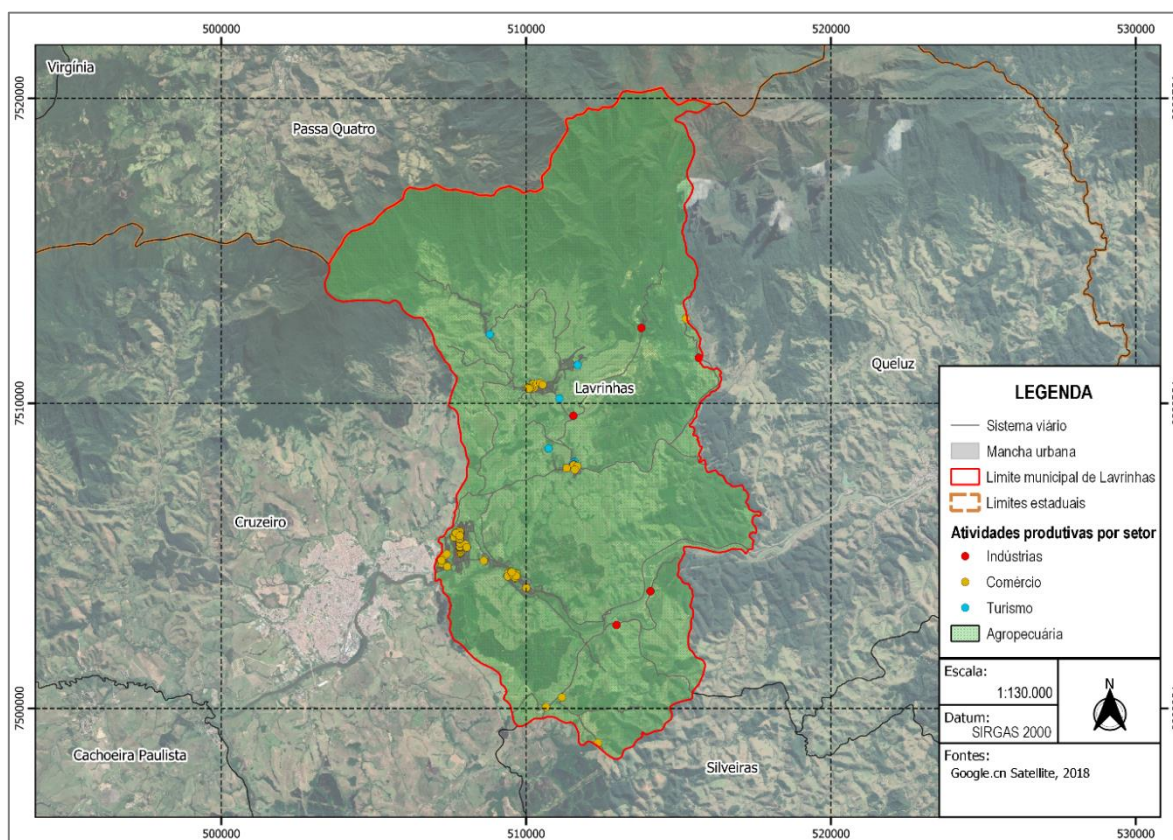 500000 510000 520000 530000
Virgínia
7520000
Passa Quatro
Queluz
7510000
Lavrinhas
Cruzeiro
7500000
Cachoeira Paulista
Silveiras
LEGENDA
Sistema viário
Mancha urbana
Limite municipal de Lavrinhas
Limites estaduais
Atividades produtivas por setor
Indústrias
Comércio
Turismo
Agropecuária
Escala:
1:130.000
N
Datum:
SIRGAS 2000
Fontes:
Google.cn Satellite, 2018
500000 510000 520000 530000